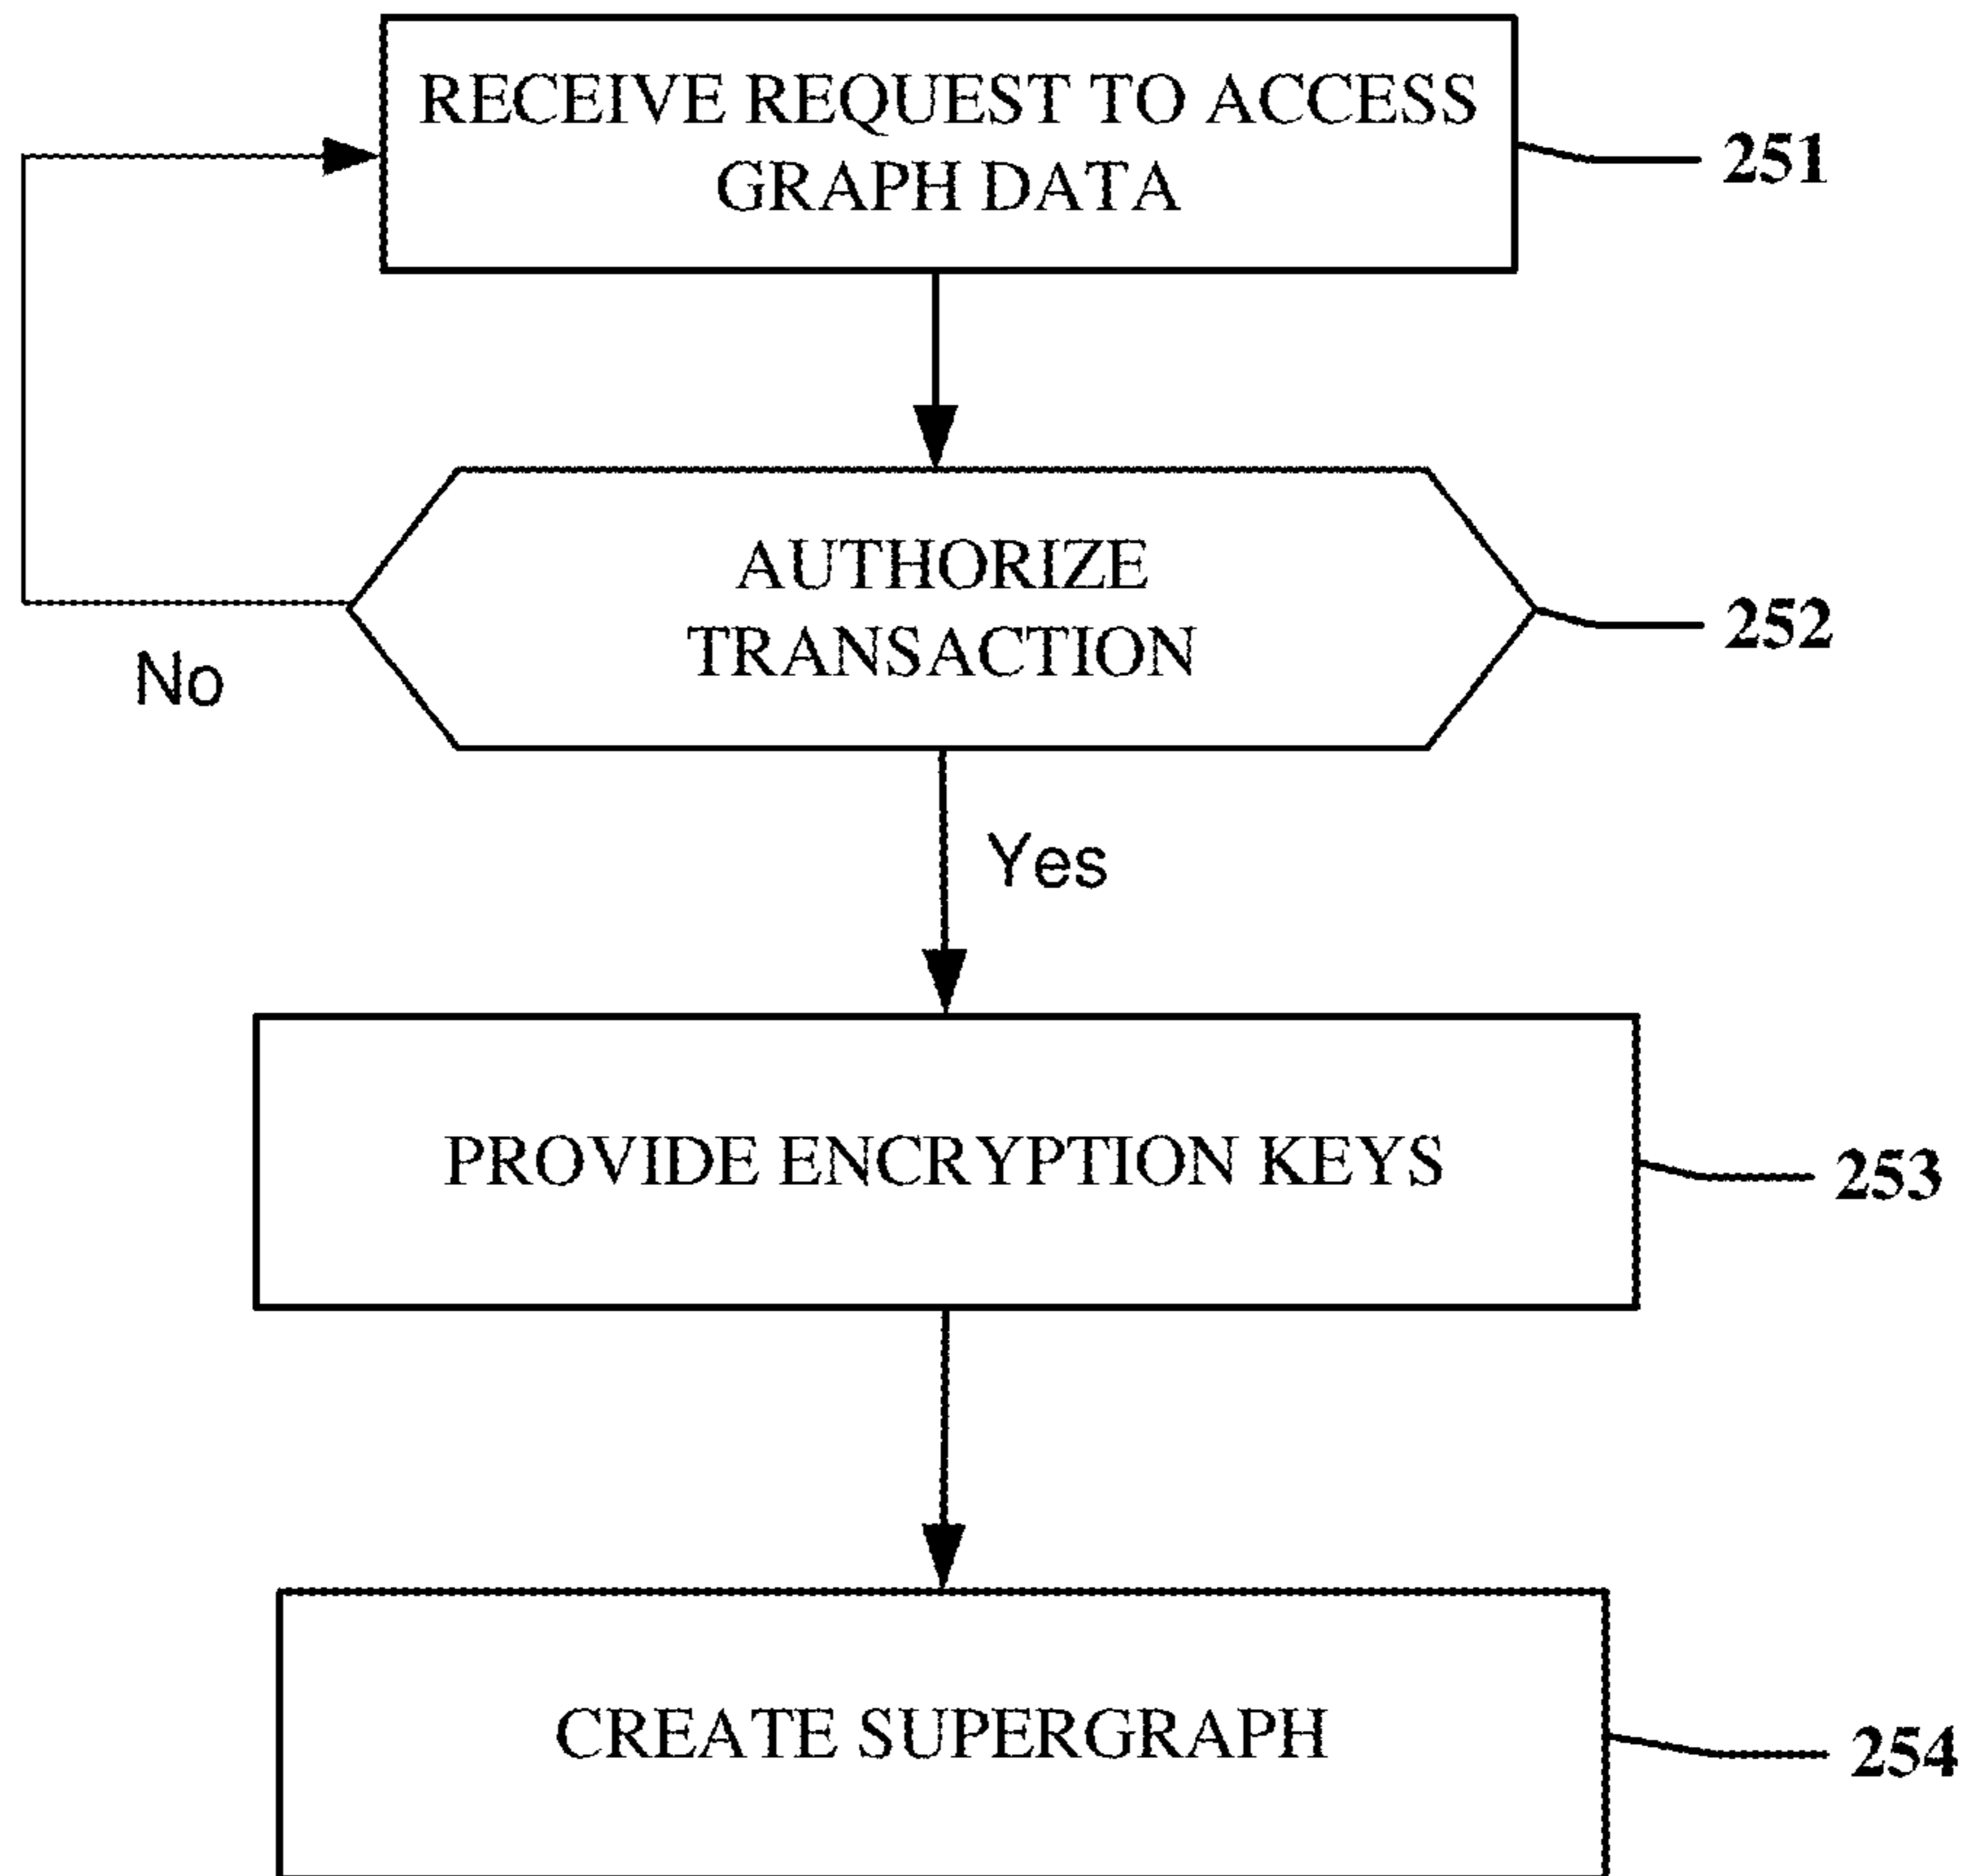 RECEIVE REQUEST TO ACCESS
GRAPH DATA
251
AUTHORIZE
TRANSACTION
252
No
Yes
PROVIDE ENCRYPTION KEYS
253
CREATE SUPERGRAPH
254